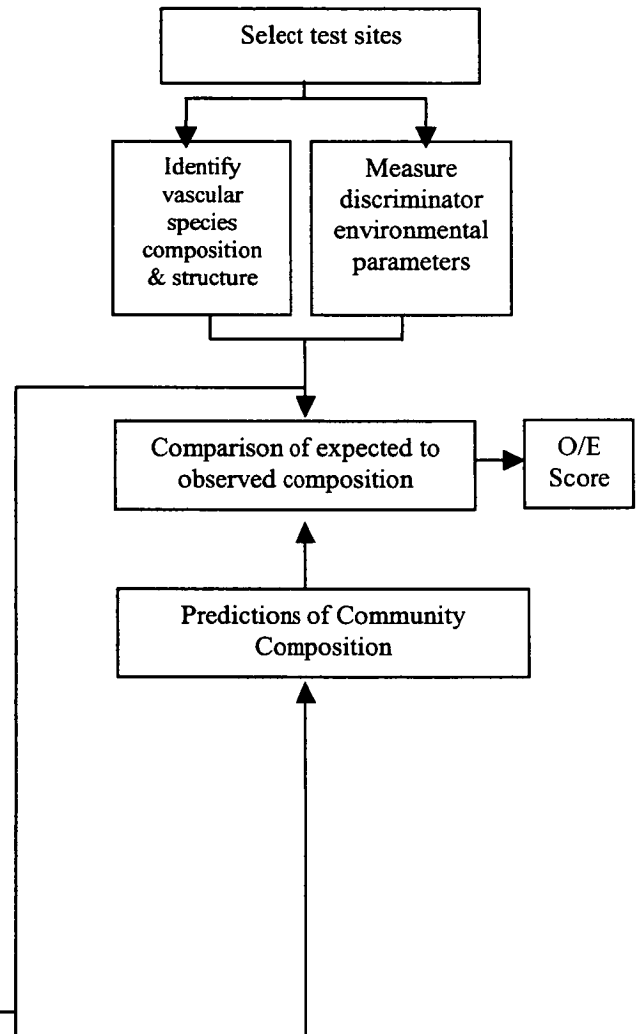 Select test sites
Identify
vascular
species
composition
& structure
Measure
discriminator
environmental
parameters
Comparison of expected to
observed composition
O/E
Score
Predictions of Community
Composition